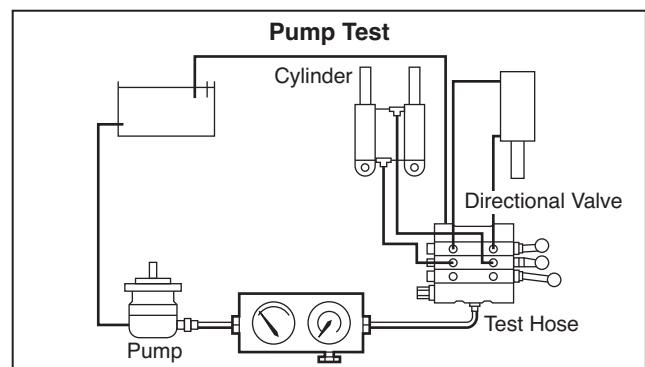 Pump Test
Cylinder
Directional Valve
Test Hose
Pump